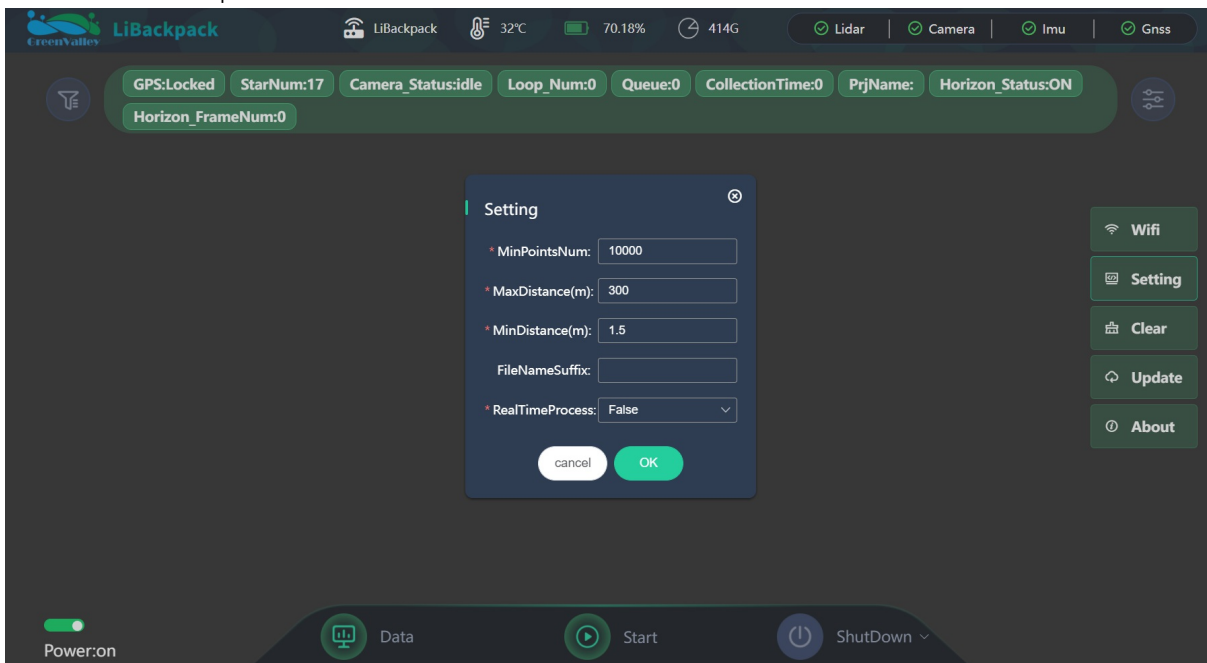 GreenValley LiBackpack LiBackpack 32℃ 70.18% 414G Lidar | Camera | Imu | Gnss
GPS:Locked StarNum:17 Camera_Status:idle Loop_Num:0 Queue:0 CollectionTime:0 PrjName: Horizon_Status:ON
Horizon_FrameNum:0
Setting
* MinPointsNum: 10000
* MaxDistance(m): 300
* MinDistance(m): 1.5
FileNameSuffix:
* RealTimeProcess: False
cancel OK
Wifi
Setting
Clear
Update
About
Power:on
Data Start ShutDown